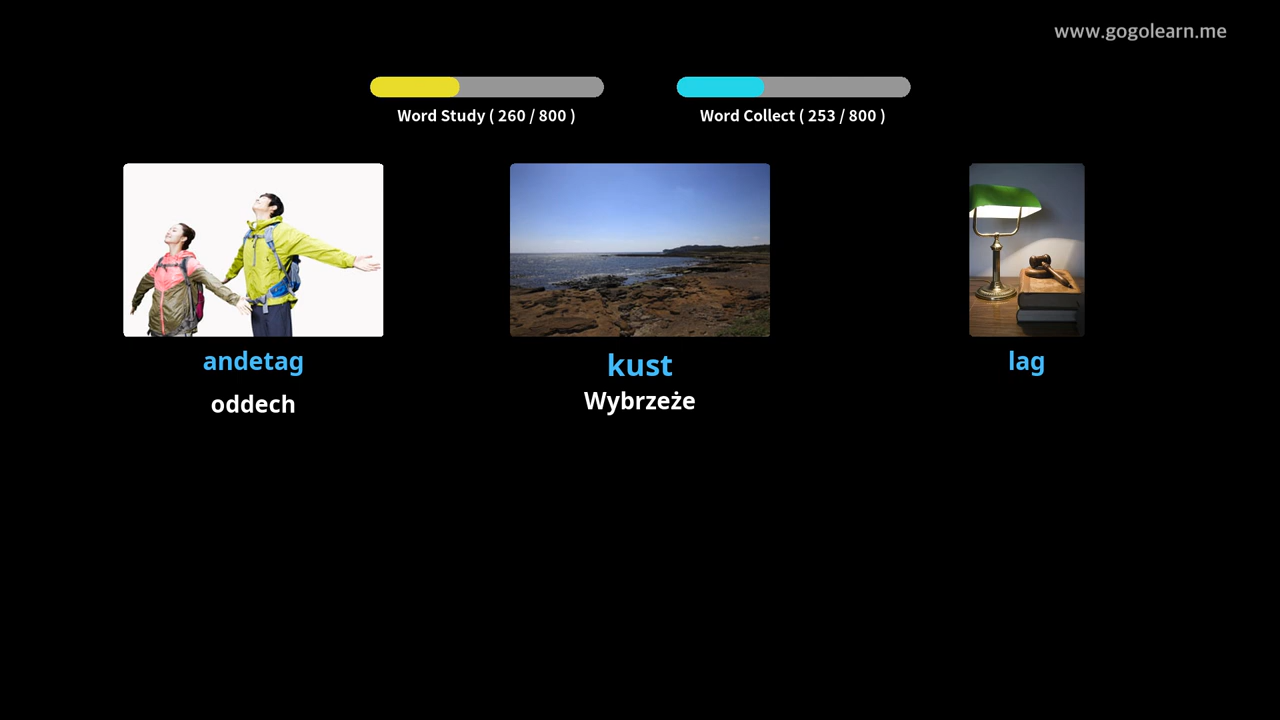 www.gogolearn.me
Word Study ( 260 / 800 )
Word Collect ( 253 / 800 )
andetag
oddech
kust
Wybrzeże
lag